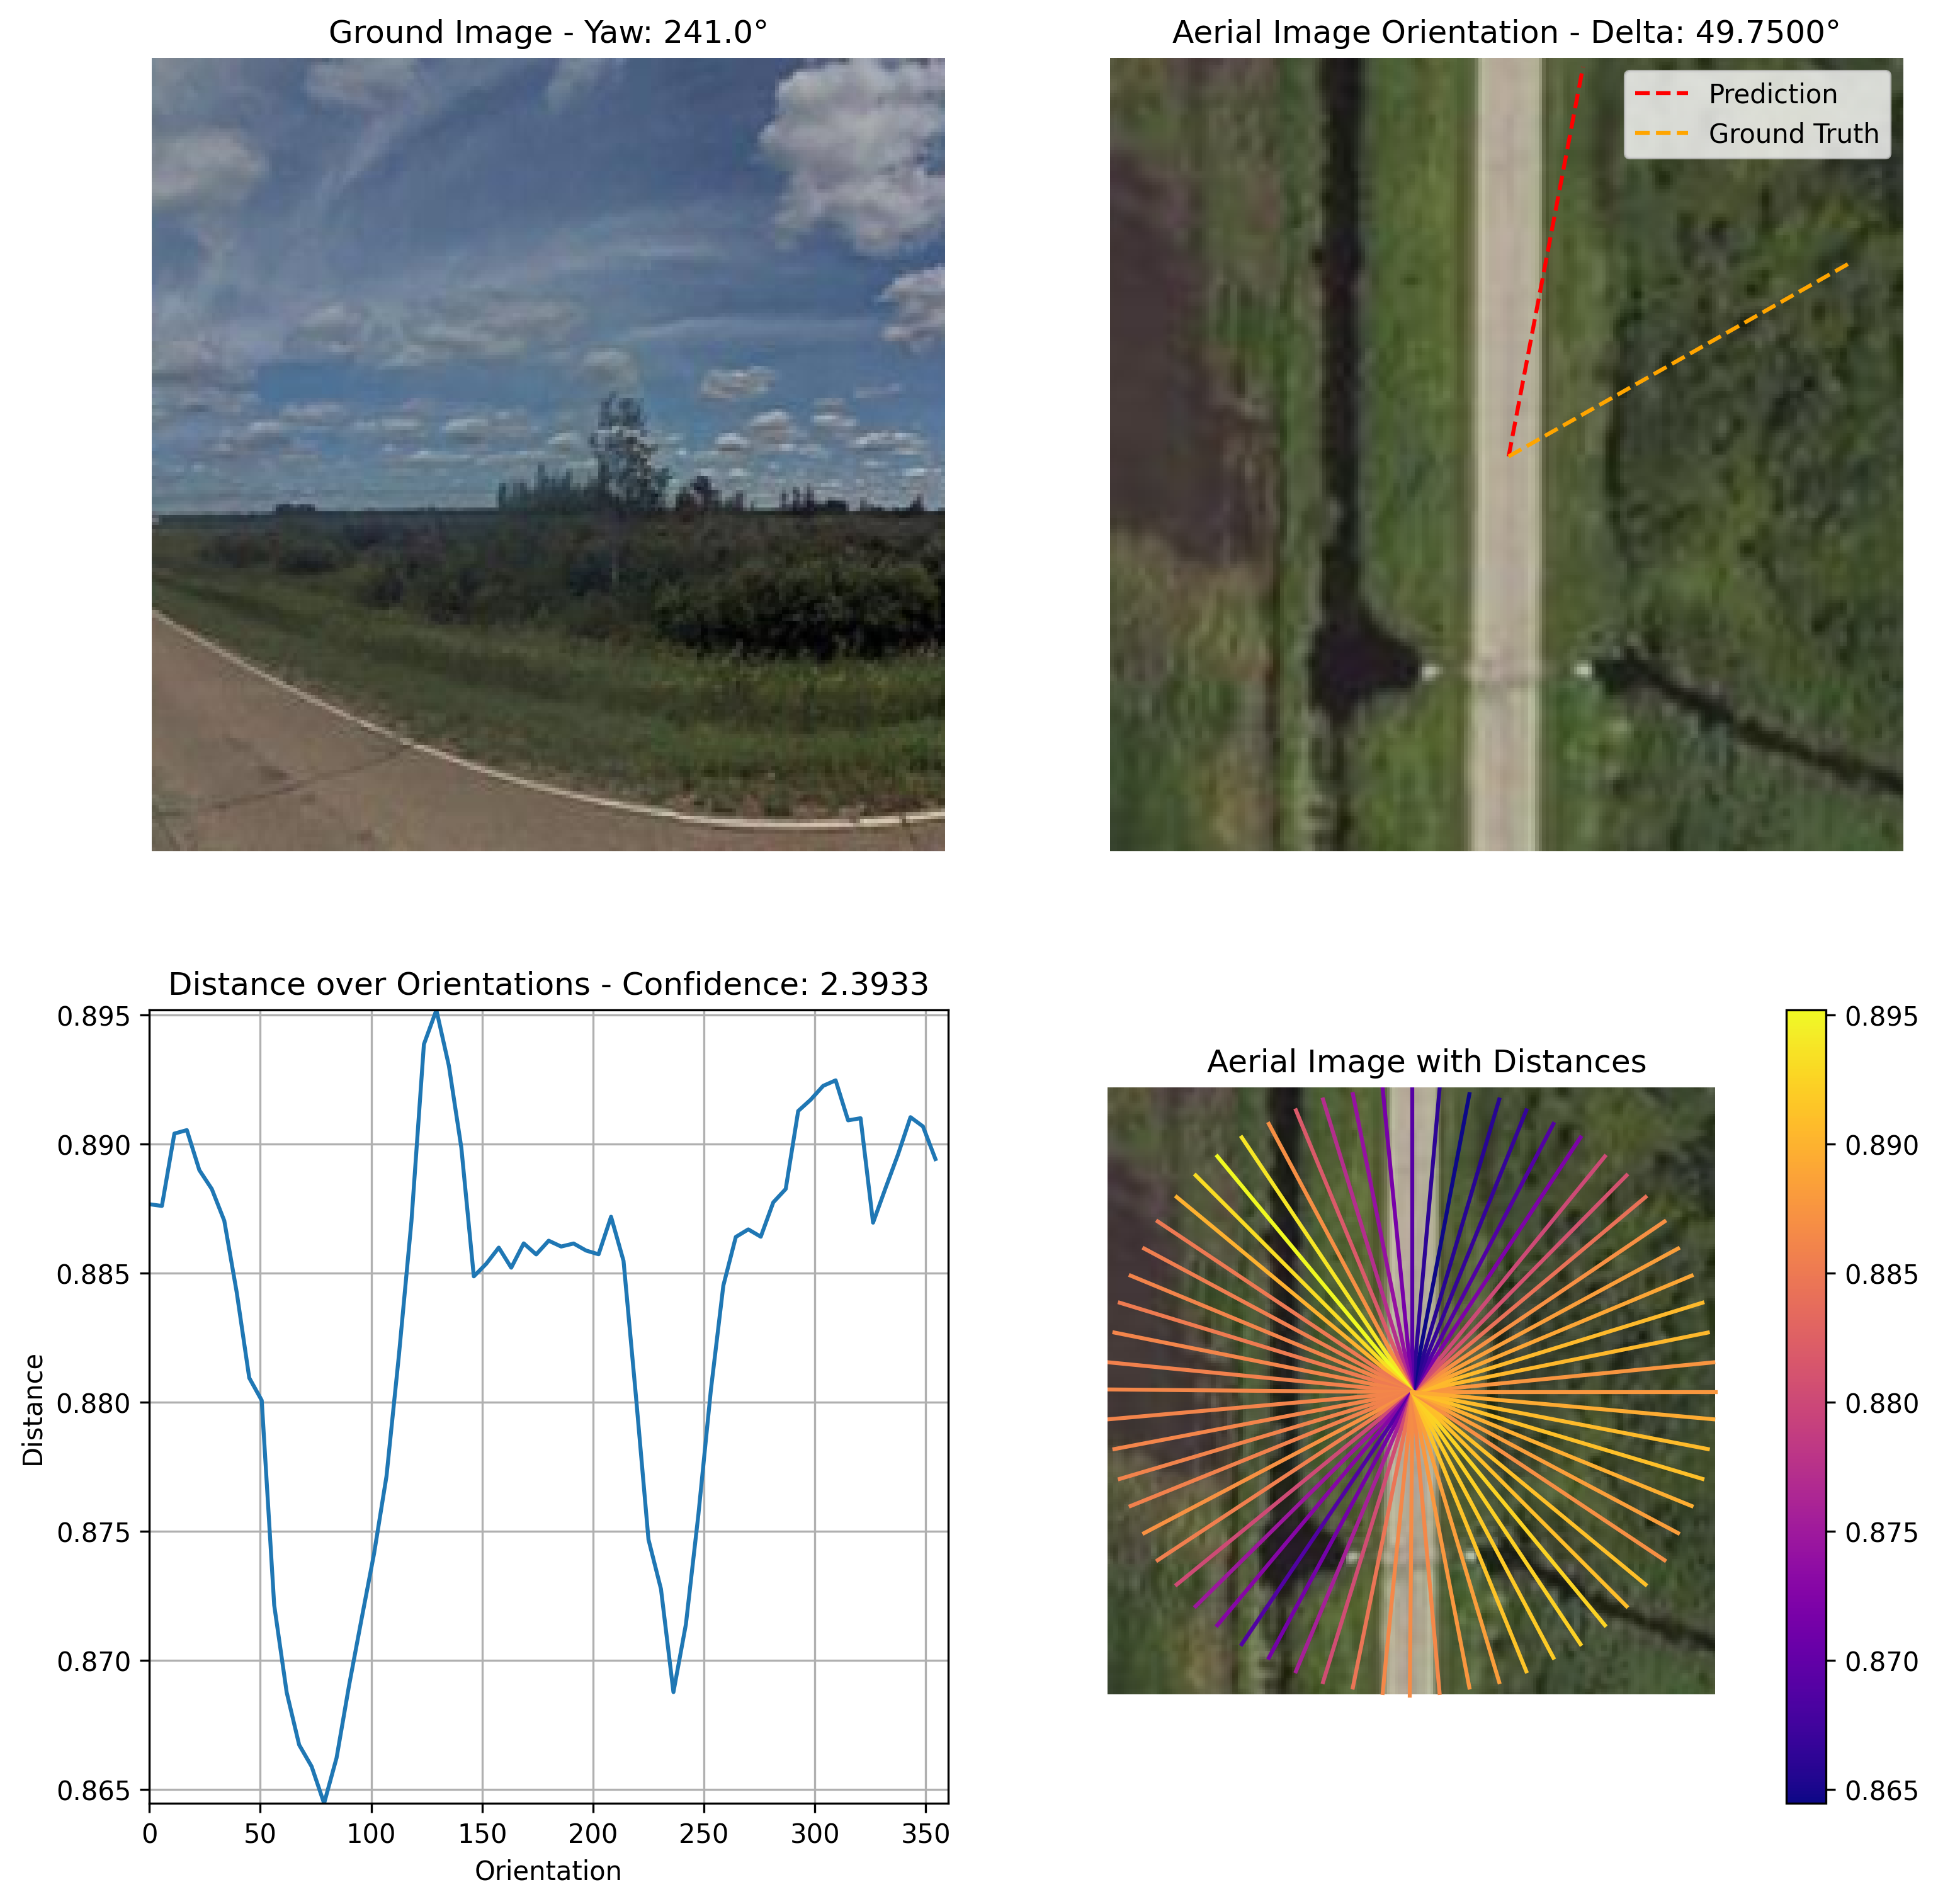 Ground Image - Yaw: 241.0°
Aerial Image Orientation - Delta: 49.7500°
Prediction
Ground Truth
Distance over Orientations - Confidence: 2.3933
0.895
0.890
0.885
0.880
0.875
0.870
0.865
Distance
0
50
100
150
200
250
300
350
Orientation
Aerial Image with Distances
0.895
0.890
0.885
0.880
0.875
0.870
0.865